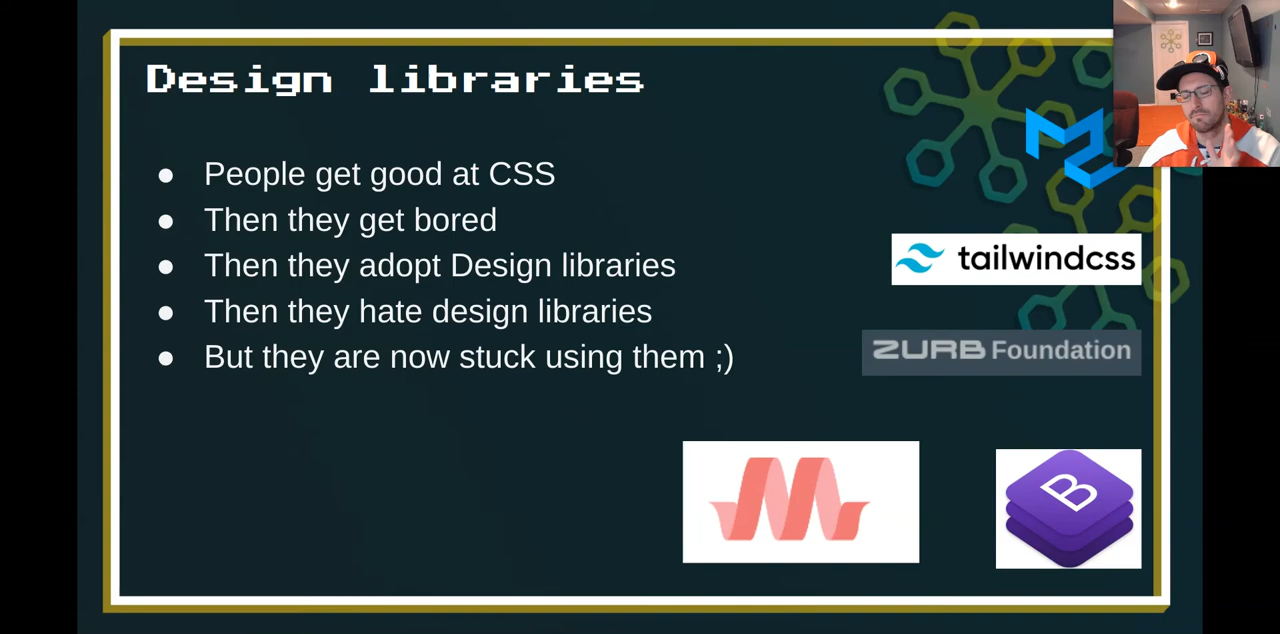 Design libraries
● People get good at CSS
● Then they get bored
● Then they adopt Design libraries
● Then they hate design libraries
● But they are now stuck using them ;)
tailwindcss
ZURB Foundation
B